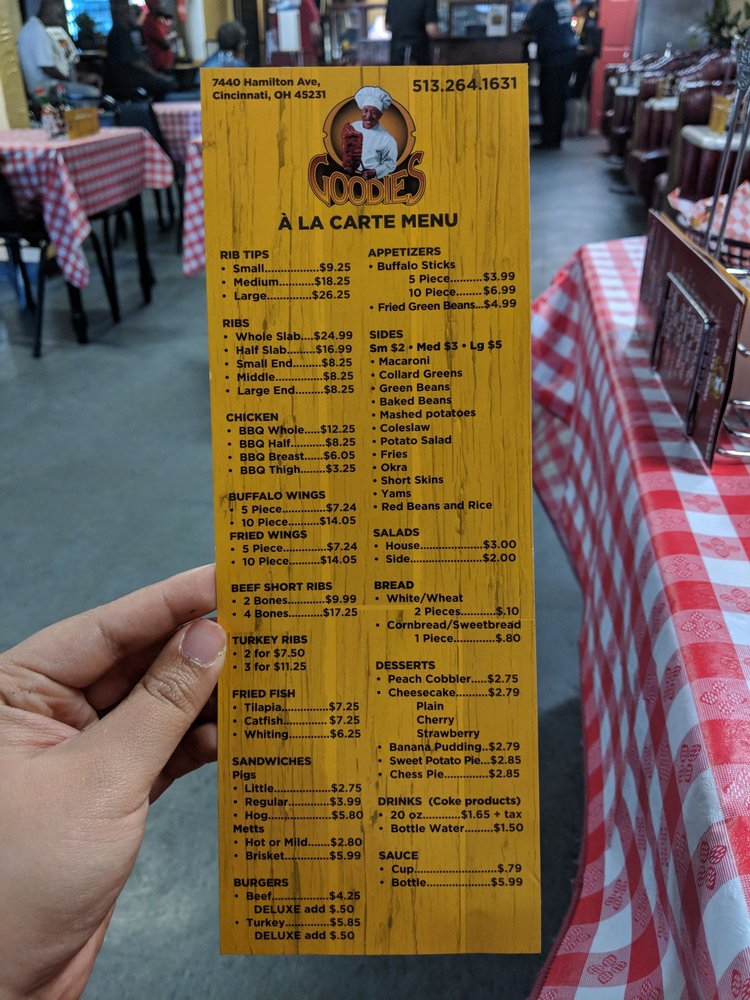 7440 Hamilton Ave,
Cincinnati, OH 45231
513.264.1631
GOODIES
À LA CARTE MENU
RIB TIPS
• Small..................$9.25
• Medium............$18.25
• Large...............$26.25
RIBS
• Whole Slab....$24.99
• Half Slab.........$16.99
• Small End.........$8.25
• Middle...............$8.25
• Large End.........$8.25
CHICKEN
• BBQ Whole.....$12.25
• BBQ Half...........$8.25
• BBQ Breast......$6.05
• BBQ Thigh........$3.25
BUFFALO WINGS
• 5 Piece..............$7.24
• 10 Piece..........$14.05
FRIED WINGS
• 5 Piece..............$7.24
• 10 Piece..........$14.05
BEEF SHORT RIBS
• 2 Bones............$9.99
• 4 Bones...........$17.25
TURKEY RIBS
• 2 for $7.50
• 3 for $11.25
FRIED FISH
• Tilapia...............$7.25
• Catfish..............$7.25
• Whiting.............$6.25
SANDWICHES
Pigs
• Little..................$2.75
• Regular.............$3.99
• Hog...................$5.80
Metts
• Hot or Mild.......$2.80
• Brisket..............$5.99
BURGERS
• Beef..................$4.25
DELUXE add $.50
• Turkey..............$5.85
DELUXE add $.50
APPETIZERS
• Buffalo Sticks
5 Piece..........$3.99
10 Piece........$6.99
• Fried Green Beans...$4.99
SIDES
Sm $2 • Med $3 • Lg $5
• Macaroni
• Collard Greens
• Green Beans
• Baked Beans
• Mashed potatoes
• Coleslaw
• Potato Salad
• Fries
• Okra
• Short Skins
• Yams
• Red Beans and Rice
SALADS
• House....................$3.00
• Side........................$2.00
BREAD
• White/Wheat
2 Pieces...........$.10
• Cornbread/Sweetbread
1 Piece.............$.80
DESSERTS
• Peach Cobbler.....$2.75
• Cheesecake..........$2.79
Plain
Cherry
Strawberry
• Banana Pudding..$2.79
• Sweet Potato Pie...$2.85
• Chess Pie..............$2.85
DRINKS (Coke products)
• 20 oz............$1.65 + tax
• Bottle Water.........$1.50
SAUCE
• Cup..........................$.79
• Bottle.....................$5.99